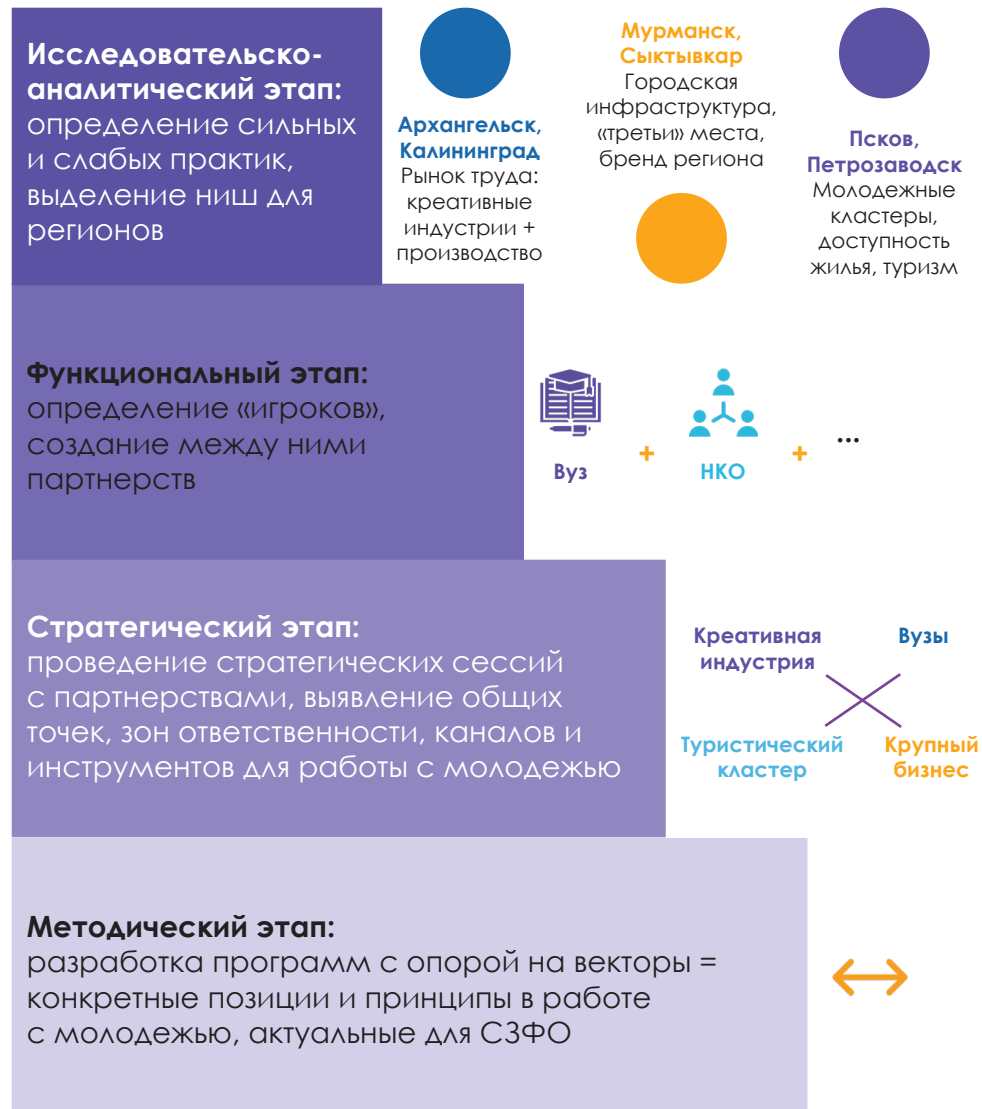 Исследовательско-
аналитический этап:
определение сильных
и слабых практик,
выделение ниш для
регионов
Архангельск,
Калининград
Рынок труда:
креативные
индустрии +
производство
Мурманск,
Сыктывкар
Городская
инфраструктура,
«третьи» места,
бренд региона
Псков,
Петрозаводск
Молодежные
кластеры,
доступность
жилья, туризм
Функциональный этап:
определение «игроков»,
создание между ними
партнерств
Вуз
+
НКО
+
...
Стратегический этап:
проведение стратегических сессий
с партнерствами, выявление общих
точек, зон ответственности, каналов и
инструментов для работы с молодежью
Креативная
индустрия
Вузы
Туристический
кластер
Крупный
бизнес
Методический этап:
разработка программ с опорой на векторы =
конкретные позиции и принципы в работе
с молодежью, актуальные для СЗФО